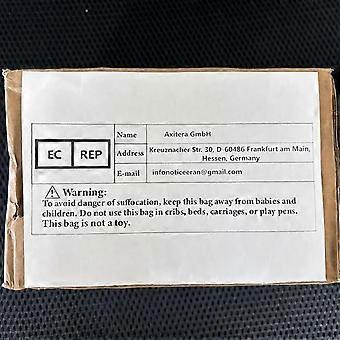 EC REP
Name Axitera GmbH
Address Kreuznacher Str. 30, D-60486 Frankfurt am Main,
Hessen, Germany
E-mail infonoticeeran@gmail.com
⚠ Warning:
To avoid danger of suffocation, keep this bag away from babies and
children. Do not use this bag in cribs, beds, carriages, or play pens.
This bag is not a toy.